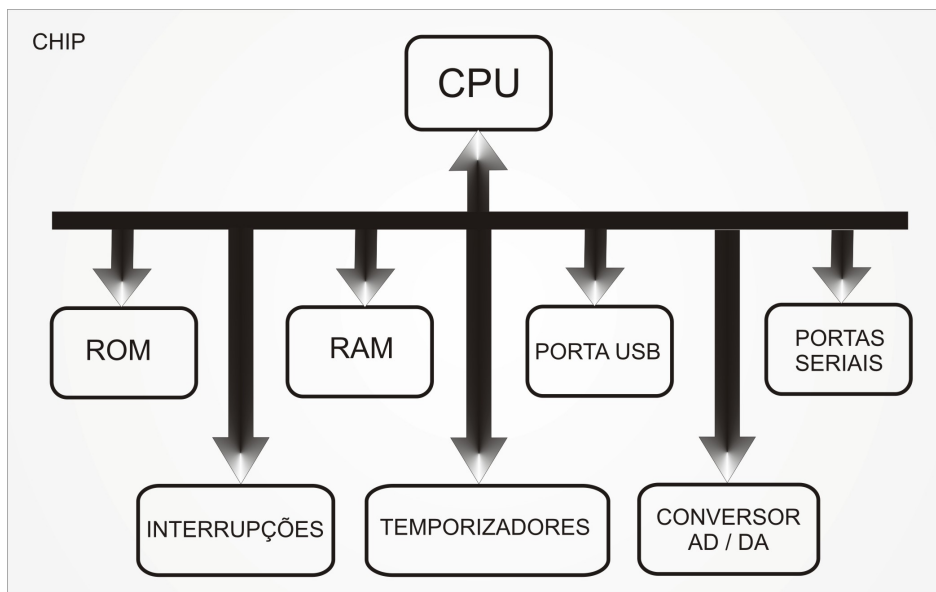 CHIP
CPU
ROM
RAM
PORTA USB
PORTAS
SERIAIS
INTERRUPÇÕES
TEMPORIZADORES
CONVERSOR
AD / DA